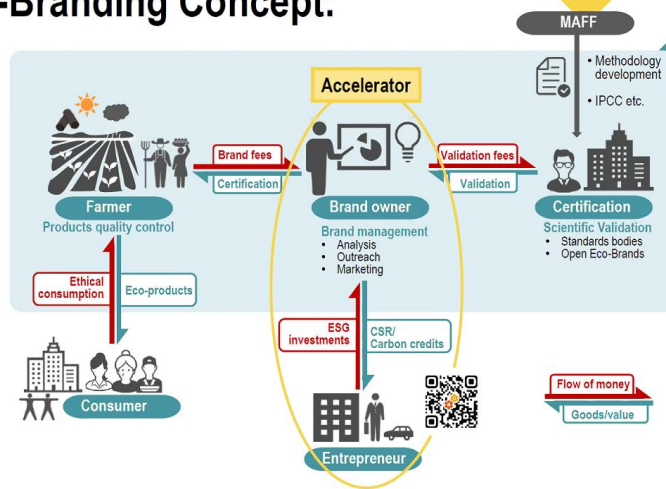 -Branding Concept.
MAFF
• Methodology
development
• IPCC etc.
Accelerator
Brand fees
Certification
Validation fees
Validation
Farmer
Products quality control
Brand owner
Brand management
• Analysis
• Outreach
• Marketing
Certification
Scientific Validation
• Standards bodies
• Open Eco-Brands
Ethical
consumption
Eco-products
ESG
investments
CSR/
Carbon credits
Consumer
Entrepreneur
Flow of money
Goods/value